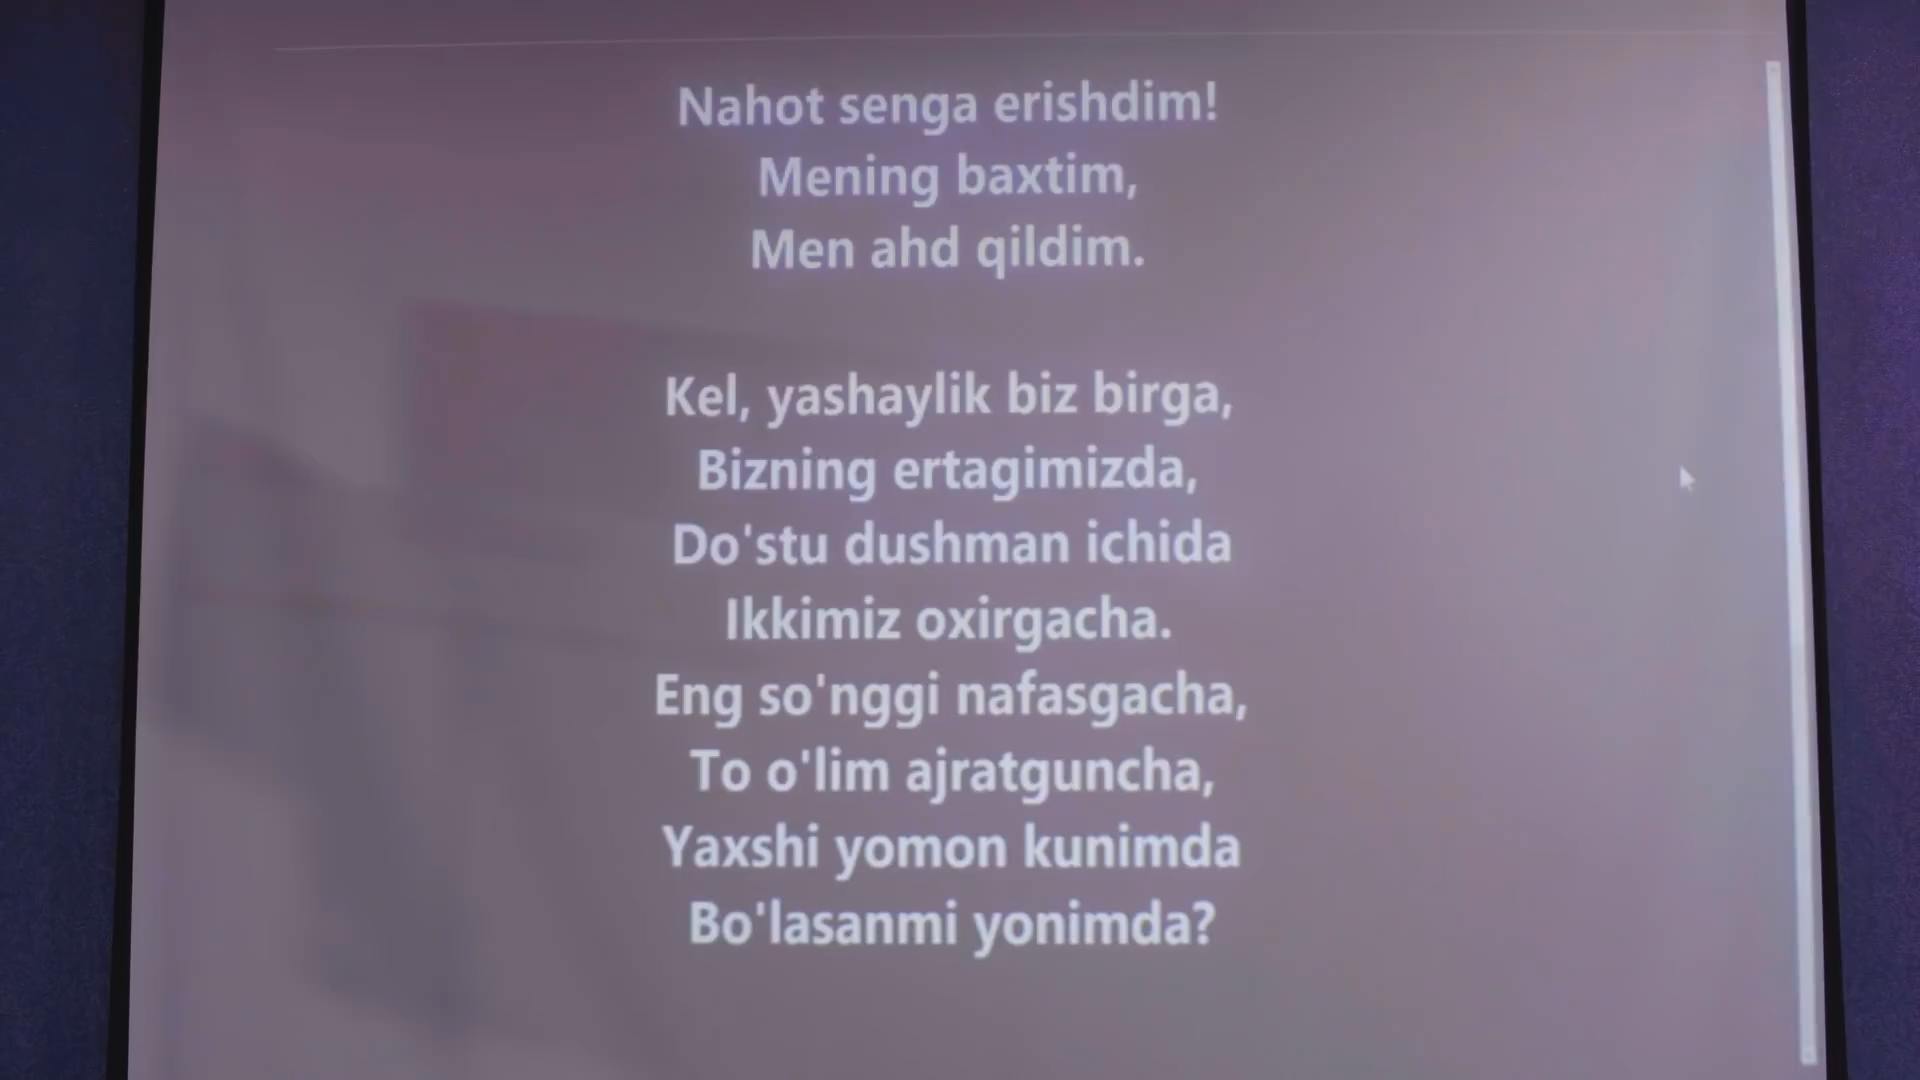 Nahot senga erishdim!
Mening baxtim,
Men ahd qildim.
Kel, yashaylik biz birga,
Bizning ertagimizda,
Do'stu dushman ichida
Ikkimiz oxirgacha.
Eng so'nggi nafasgacha,
To o'lim ajratguncha,
Yaxshi yomon kunimda
Bo'lasanmi yonimda?